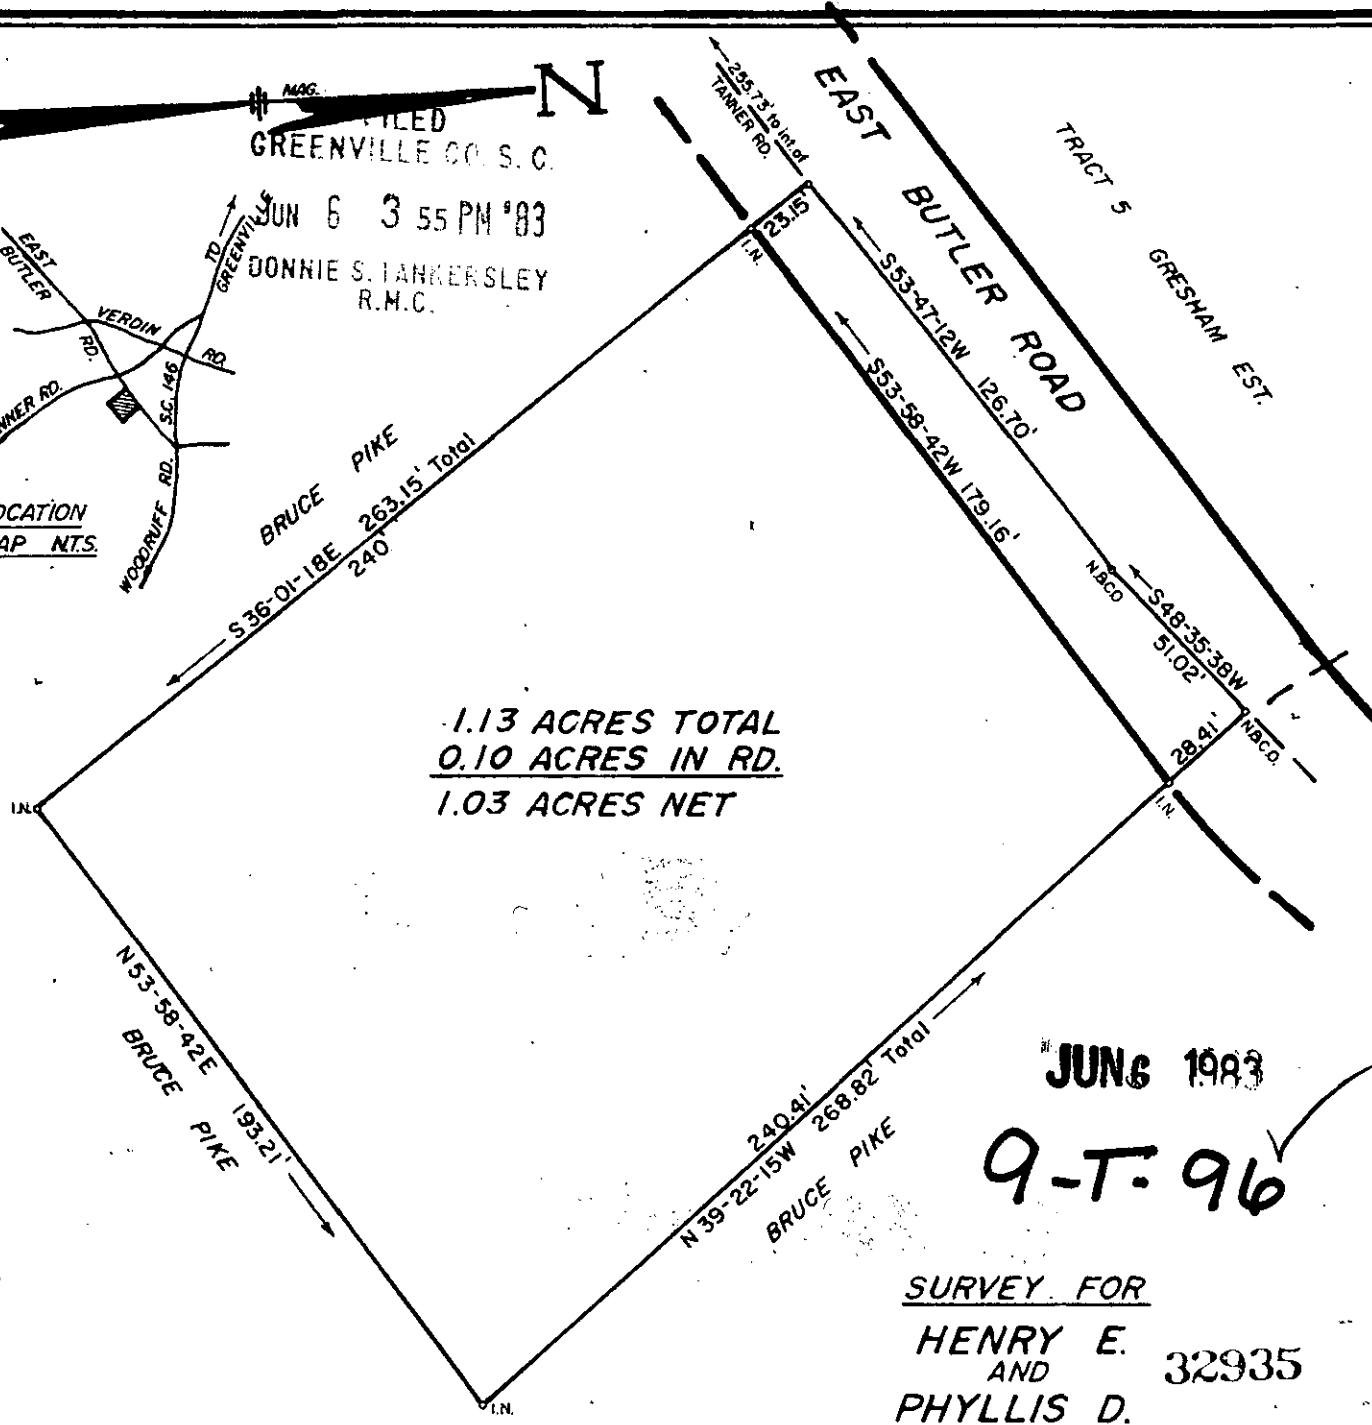 MAG.
N
FILED
GREENVILLE CO. S. C.
JUN 6 3 55 PM '83
DONNIE S. TANKERSLEY
R.M.C.
EAST
BUTLER
RD.
VERDIN
RD.
TO
GREENVILLE
S.C. 146
NNER RD.
WOODRUFF RD.
OCATION
AP N.T.S.
255.73' to int. of
TANNER RD.
EAST BUTLER ROAD
TRACT 5 GRESHAM EST.
23.15'
I.N.
S53-47-12W 126.70'
S53-58-42W 179.16'
N.B.C.O
S48-35-38W
51.02'
N.B.C.O.
28.41'
I.N.
BRUCE PIKE
S 36-01-18E 263.15' Total
240'
1.13 ACRES TOTAL
0.10 ACRES IN RD.
1.03 ACRES NET
I.N.
N53-58-42E 193.21'
BRUCE PIKE
240.41'
N 39-22-15W 268.82' Total
BRUCE PIKE
I.N.
JUN 6 1983
9-T-96
SURVEY FOR
HENRY E.
AND
PHYLLIS D.
32935